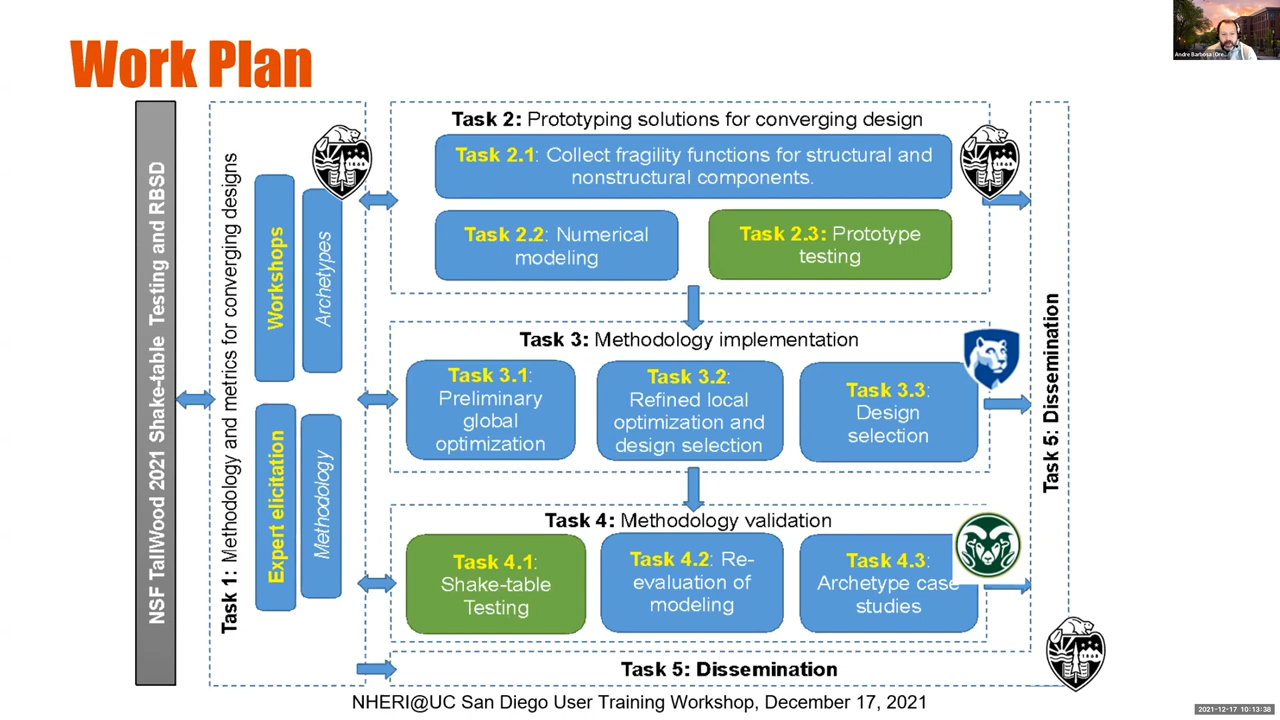 Work Plan
Andre Barbosa (Ore...
NSF TallWood 2021 Shake-table Testing and RBSD
Task 1: Methodology and metrics for converging designs
Workshops
Archetypes
Expert elicitation
Methodology
Task 2: Prototyping solutions for converging design
Task 2.1: Collect fragility functions for structural and
nonstructural components.
Task 2.2: Numerical
modeling
Task 2.3: Prototype
testing
Task 3: Methodology implementation
Task 3.1:
Preliminary
global
optimization
Task 3.2:
Refined local
optimization and
design selection
Task 3.3:
Design
selection
Task 4: Methodology validation
Task 4.1:
Shake-table
Testing
Task 4.2: Re-
evaluation of
modeling
Task 4.3:
Archetype case
studies
Task 5: Dissemination
Task 5: Dissemination
NHERI@UC San Diego User Training Workshop, December 17, 2021
2021-12-17 10:13:38